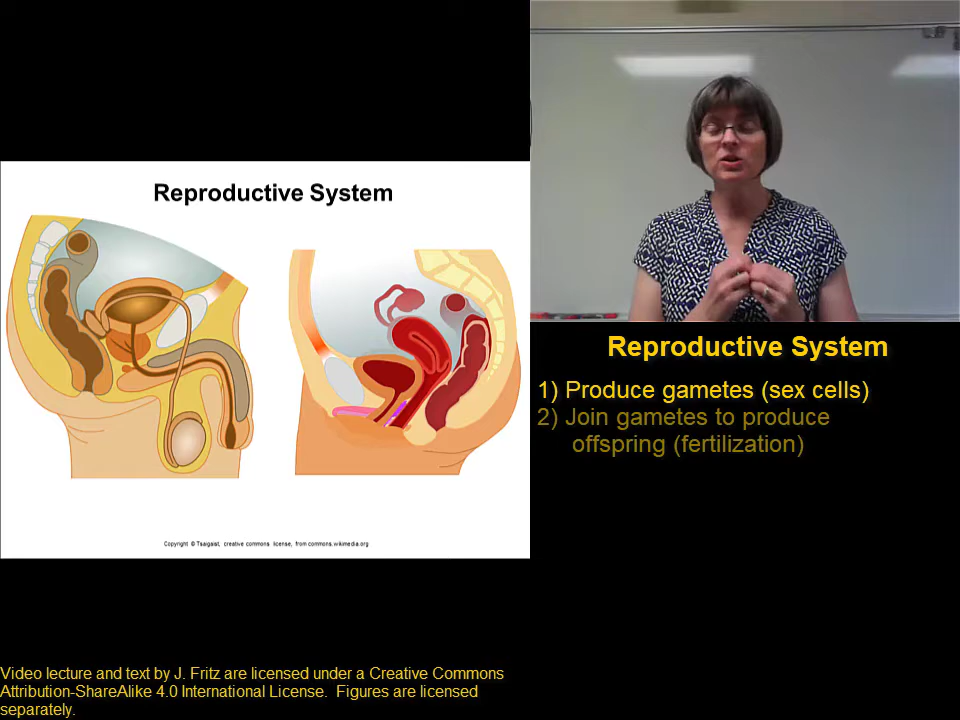 Reproductive System
Copyright © Tsaigaist, creative commons license, from commons.wikimedia.org
Reproductive System
1) Produce gametes (sex cells)
2) Join gametes to produce
offspring (fertilization)
Video lecture and text by J. Fritz are licensed under a Creative Commons
Attribution-ShareAlike 4.0 International License. Figures are licensed
separately.